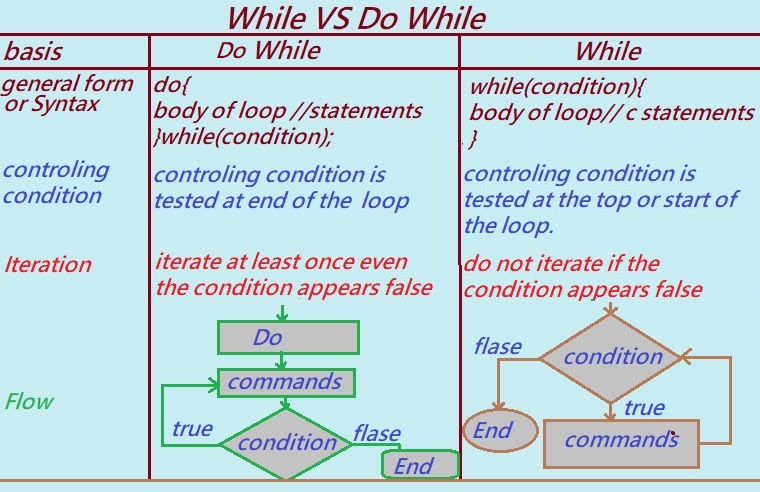 While VS Do While
basis
Do While
While
general form
or Syntax
do{
body of loop //statements
}while(condition);
while(condition){
body of loop// c statements
}
controling
condition
controling condition is
tested at end of the loop
controling condition is
tested at the top or start of
the loop.
Iteration
iterate at least once even
the condition appears false
do not iterate if the
condition appears false
Flow
Do
commands
true
condition
flase
End
flase
condition
true
End
commands